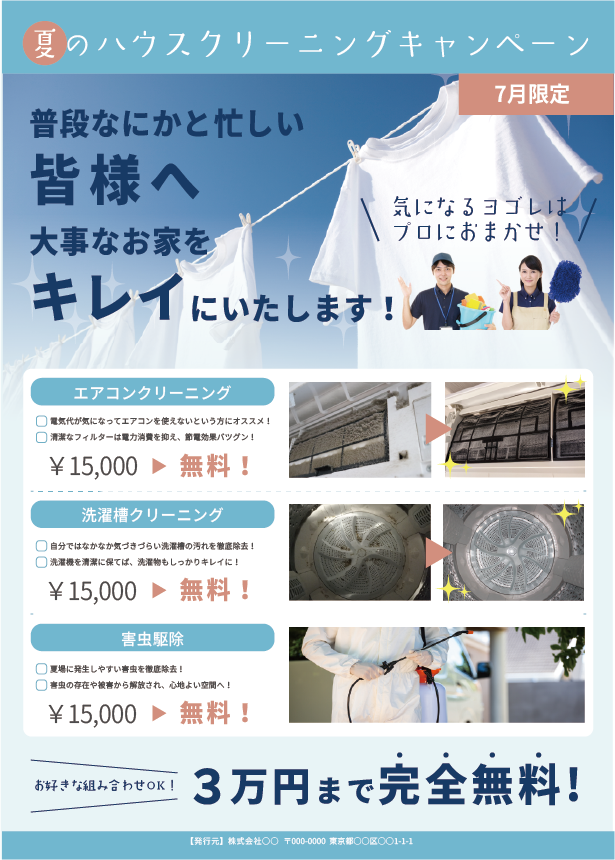 夏のハウスクリーニングキャンペーン
7月限定
普段なにかと忙しい
皆様へ
大事なお家を
キレイにいたします！
気になるヨゴレは
プロにおまかせ！
エアコンクリーニング
電気代が気になってエアコンを使えないという方にオススメ！
清潔なフィルターは電力消費を抑え、節電効果バツグン！
￥15,000 ▶ 無料！
洗濯槽クリーニング
自分ではなかなか気づきづらい洗濯槽の汚れを徹底除去！
洗濯機を清潔に保てば、洗濯物もしっかりキレイに！
￥15,000 ▶ 無料！
害虫駆除
夏場に発生しやすい害虫を徹底除去！
害虫の存在や被害から解放され、心地よい空間へ！
￥15,000 ▶ 無料！
お好きな組み合わせOK！
３万円まで完全無料！
【発行元】株式会社〇〇 〒000-0000 東京都〇〇区〇〇1-1-1